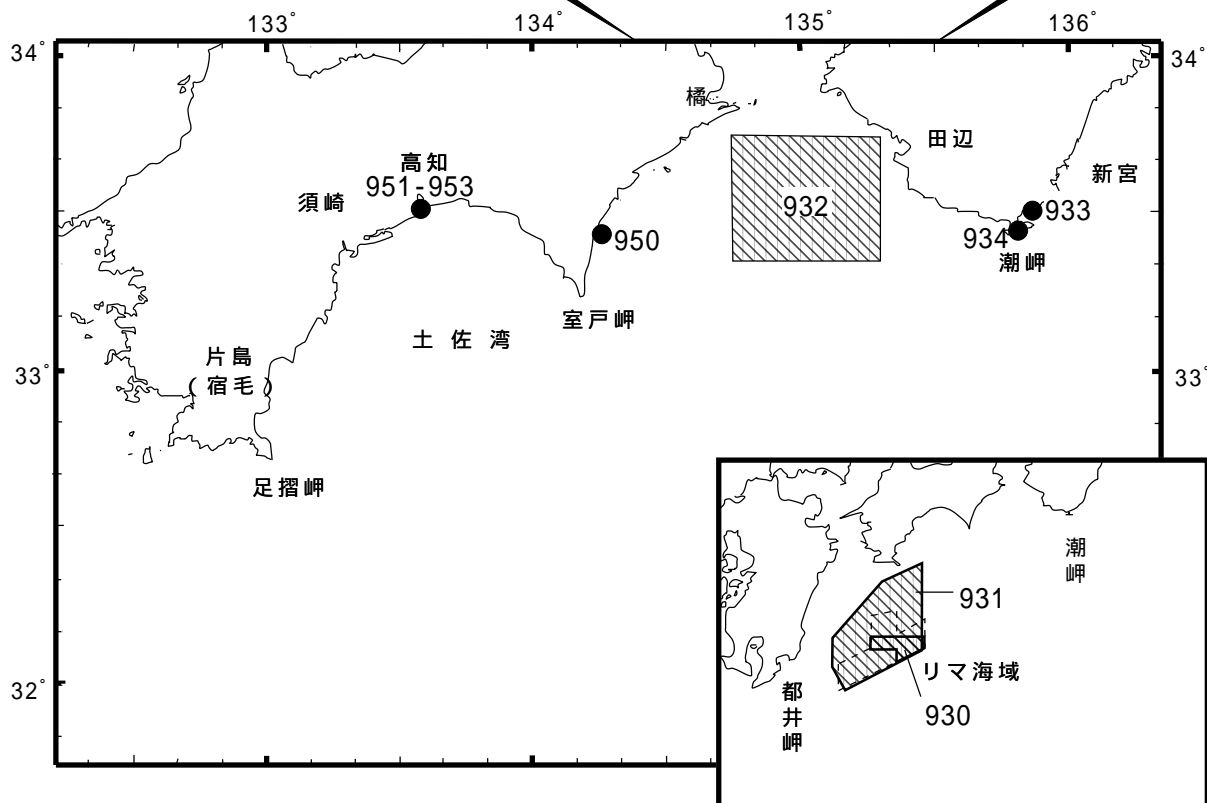 133°
134°
135°
136°
34°
34°
橘
田辺
高知
951-953
新宮
須崎
932
933
950
934
潮岬
室戸岬
土佐湾
片島
(宿毛)
33°
33°
足摺岬
潮岬
931
リマ海域
32°
都井岬
930